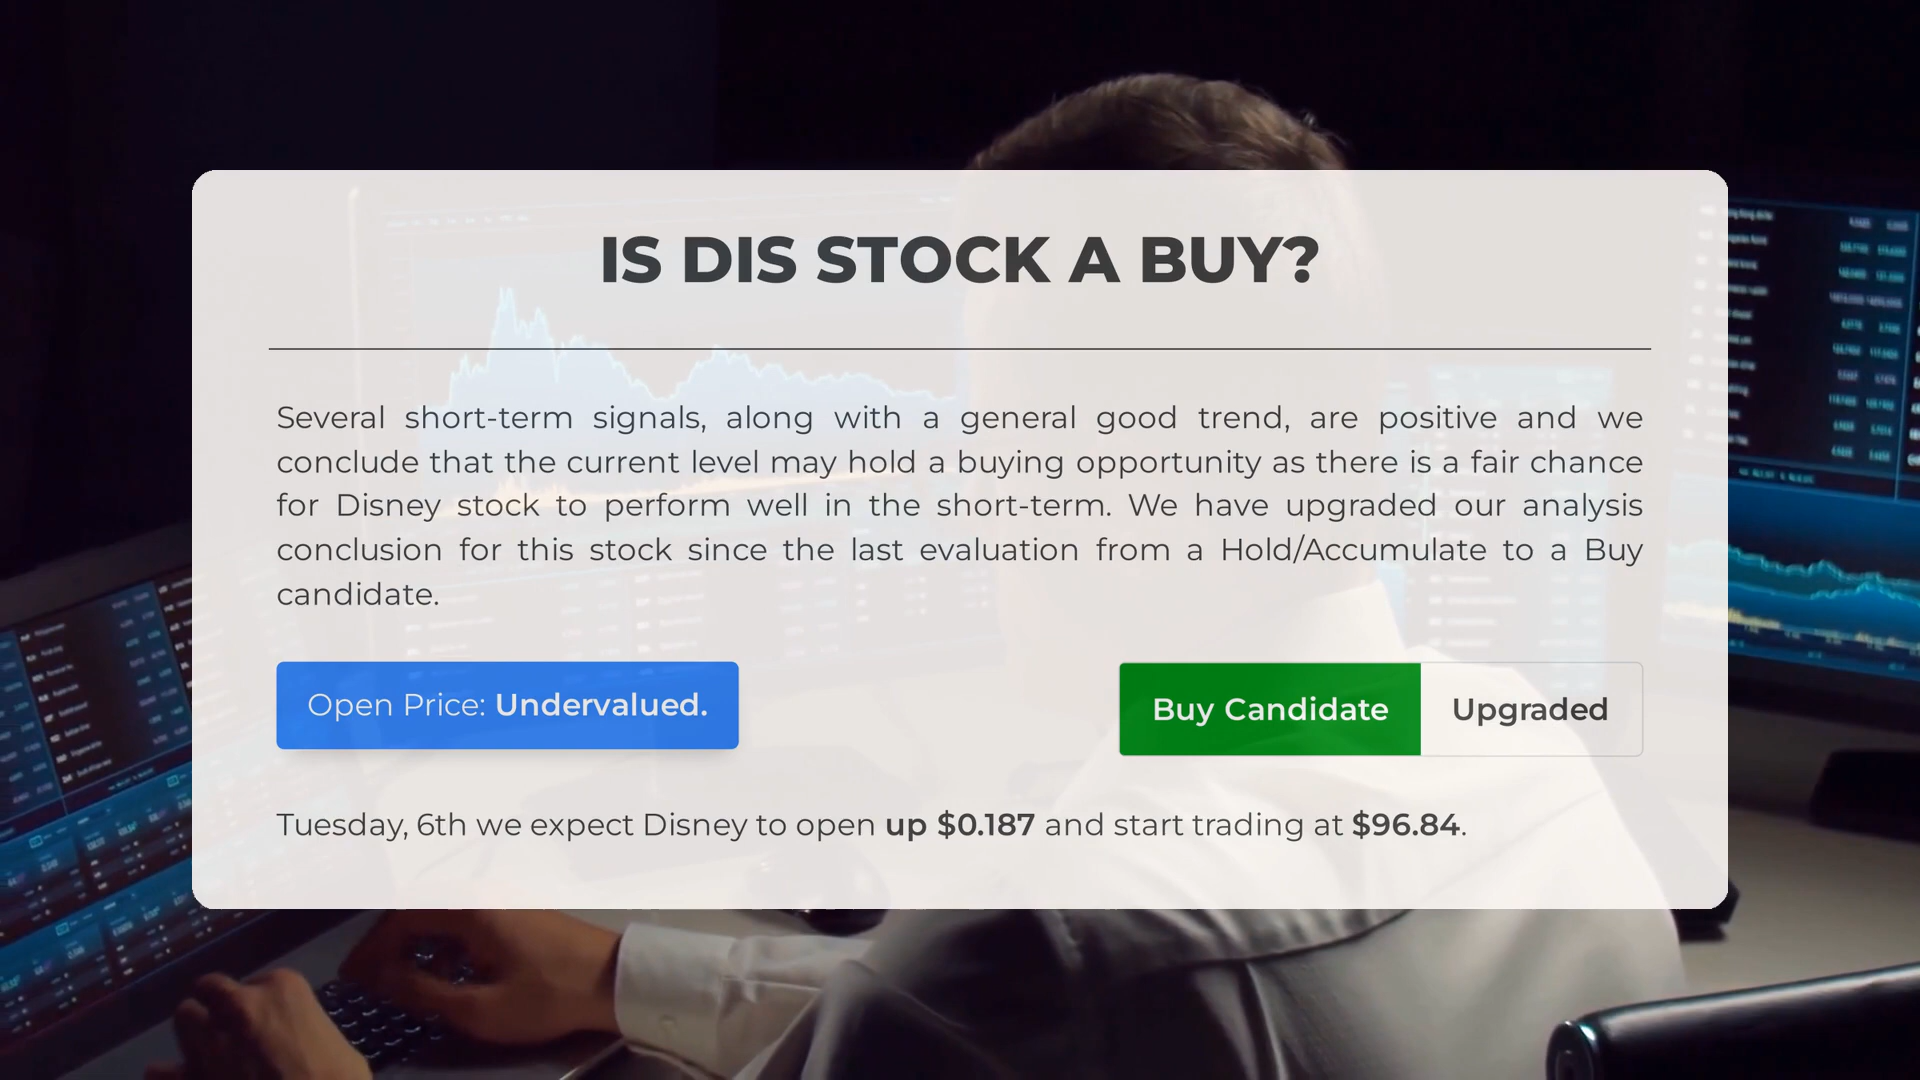 IS DIS STOCK A BUY?
Several short-term signals, along with a general good trend, are positive and we
conclude that the current level may hold a buying opportunity as there is a fair chance
for Disney stock to perform well in the short-term. We have upgraded our analysis
conclusion for this stock since the last evaluation from a Hold/Accumulate to a Buy
candidate.
Open Price: Undervalued.
Buy Candidate Upgraded
Tuesday, 6th we expect Disney to open up $0.187 and start trading at $96.84.